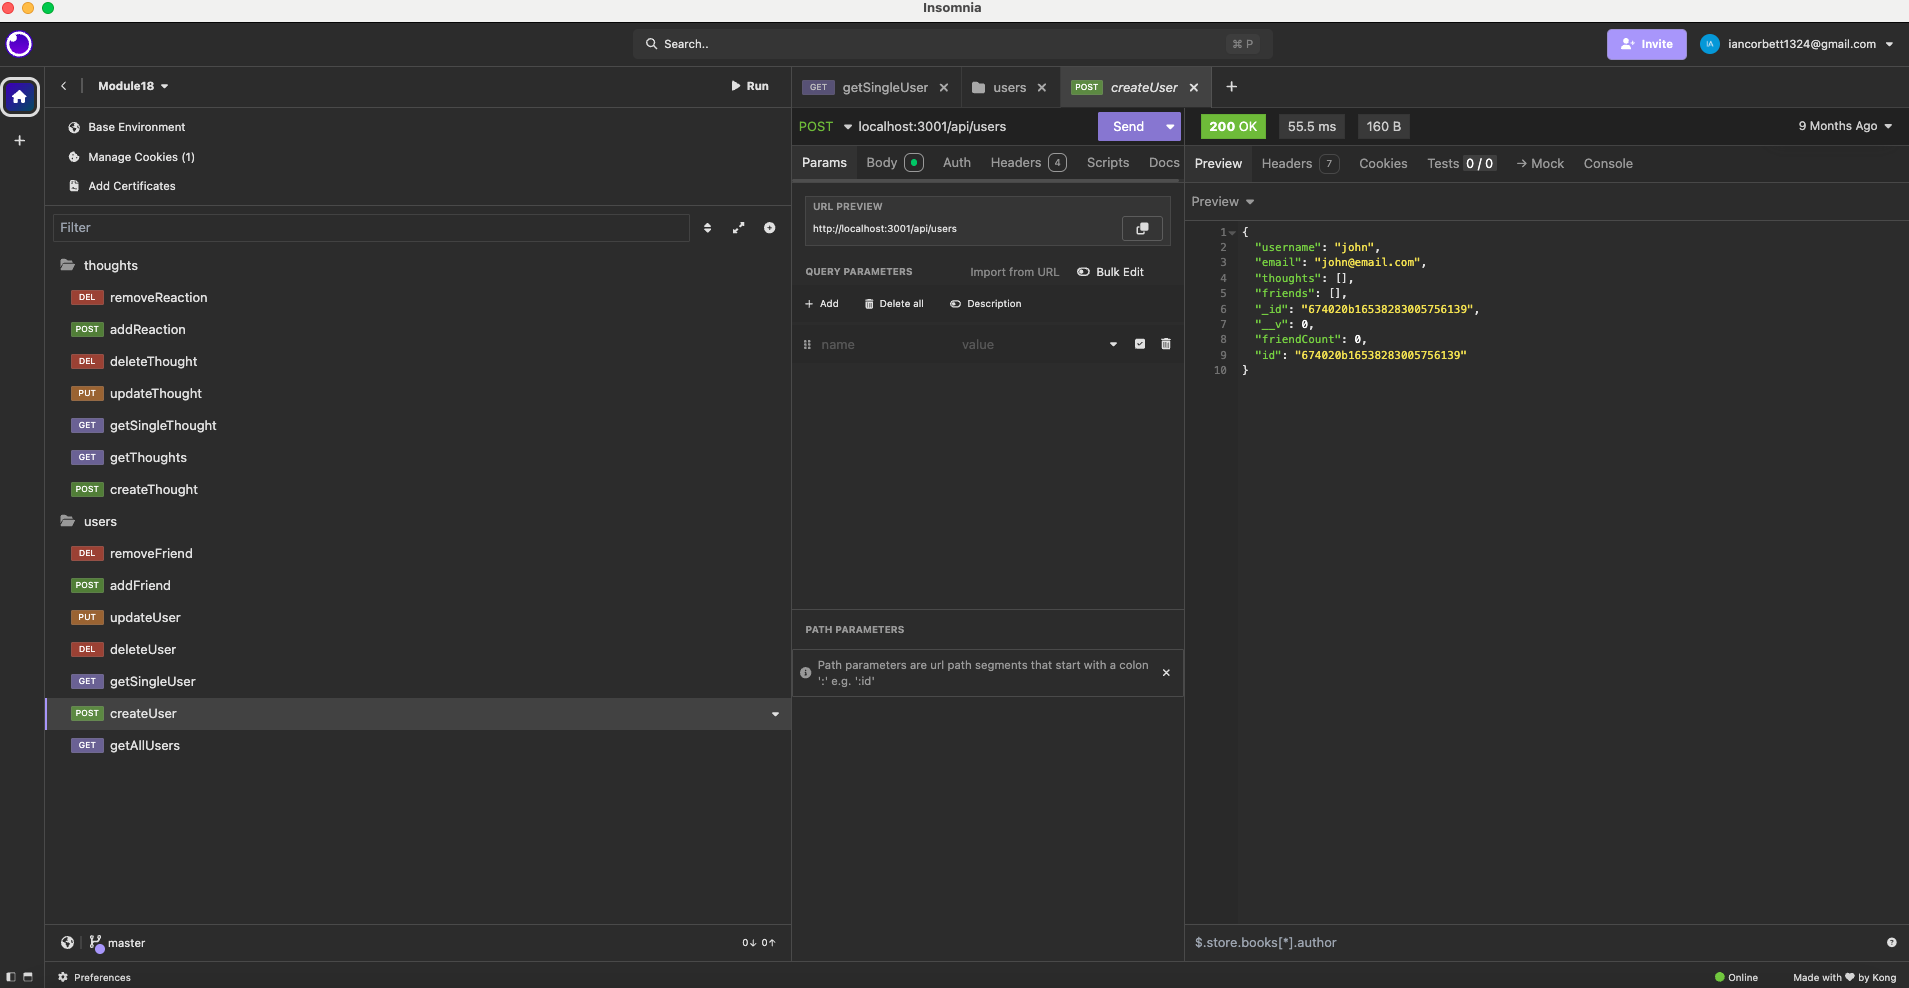 Insomnia
Search..
⌘ P
Invite
IA
iancorbett1324@gmail.com
Module18
Run
Base Environment
Manage Cookies (1)
Add Certificates
Filter
thoughts
DEL removeReaction
POST addReaction
DEL deleteThought
PUT updateThought
GET getSingleThought
GET getThoughts
POST createThought
users
DEL removeFriend
POST addFriend
PUT updateUser
DEL deleteUser
GET getSingleUser
POST createUser
GET getAllUsers
master
0↓ 0↑
Preferences
GET getSingleUser
users
POST createUser
POST localhost:3001/api/users
Send
Params Body Auth Headers 4 Scripts Docs
URL PREVIEW
http://localhost:3001/api/users
QUERY PARAMETERS
Import from URL
Bulk Edit
Add
Delete all
Description
name value
PATH PARAMETERS
Path parameters are url path segments that start with a colon
':' e.g. ':id'
200 OK
55.5 ms
160 B
9 Months Ago
Preview Headers 7 Cookies Tests 0 / 0 → Mock Console
Preview
1 {
2 "username": "john",
3 "email": "john@email.com",
4 "thoughts": [],
5 "friends": [],
6 "_id": "674020b16538283005756139",
7 "__v": 0,
8 "friendCount": 0,
9 "id": "674020b16538283005756139"
10 }
$.store.books[*].author
Online
Made with ♥ by Kong